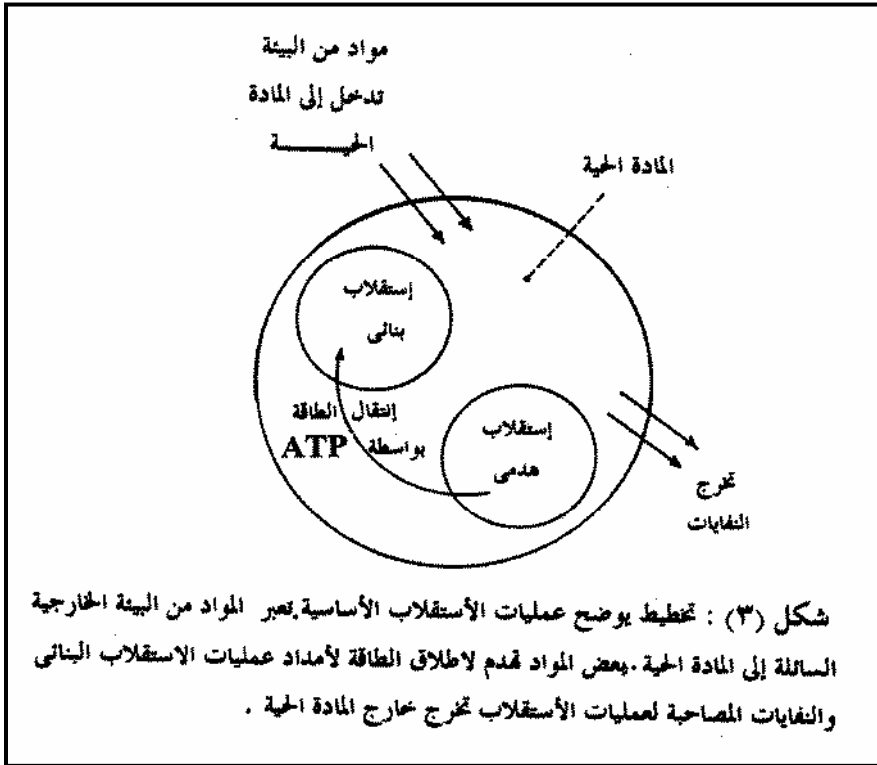 مواد من البيئة
تدخل إلى المادة
الحيـــــــة
المادة الحية
إستقلاب
بنائى
إنتقال الطاقة
بواسطة ATP
إستقلاب
هدمى
تخرج
النفايات
شكل (٣) : تخطيط يوضح عمليات الأستقلاب الأساسية.تعبر المواد من البيئة الخارجية
السائلة إلى المادة الحية.بعض المواد تهدم لاطلاق الطاقة لأمداد عمليات الاستقلاب البنائى
والنفايات المصاحبة لعمليات الأستقلاب تخرج خارج المادة الحية .